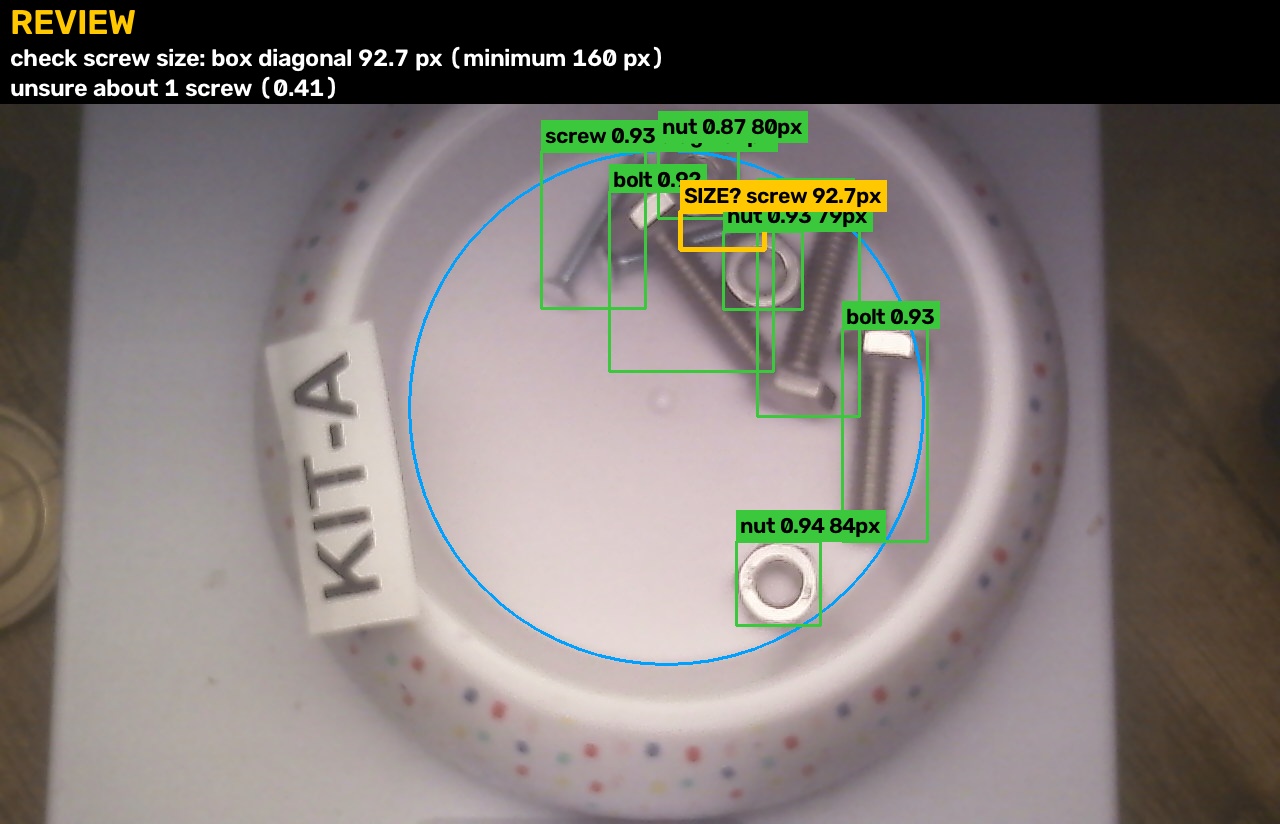 REVIEW
check screw size: box diagonal 92.7 px (minimum 160 px)
unsure about 1 screw (0.41)
nut 0.87 80px
screw 0.93
bolt 0.92
SIZE? screw 92.7px
nut 0.93 79px
bolt 0.93
KIT-A
nut 0.94 84px